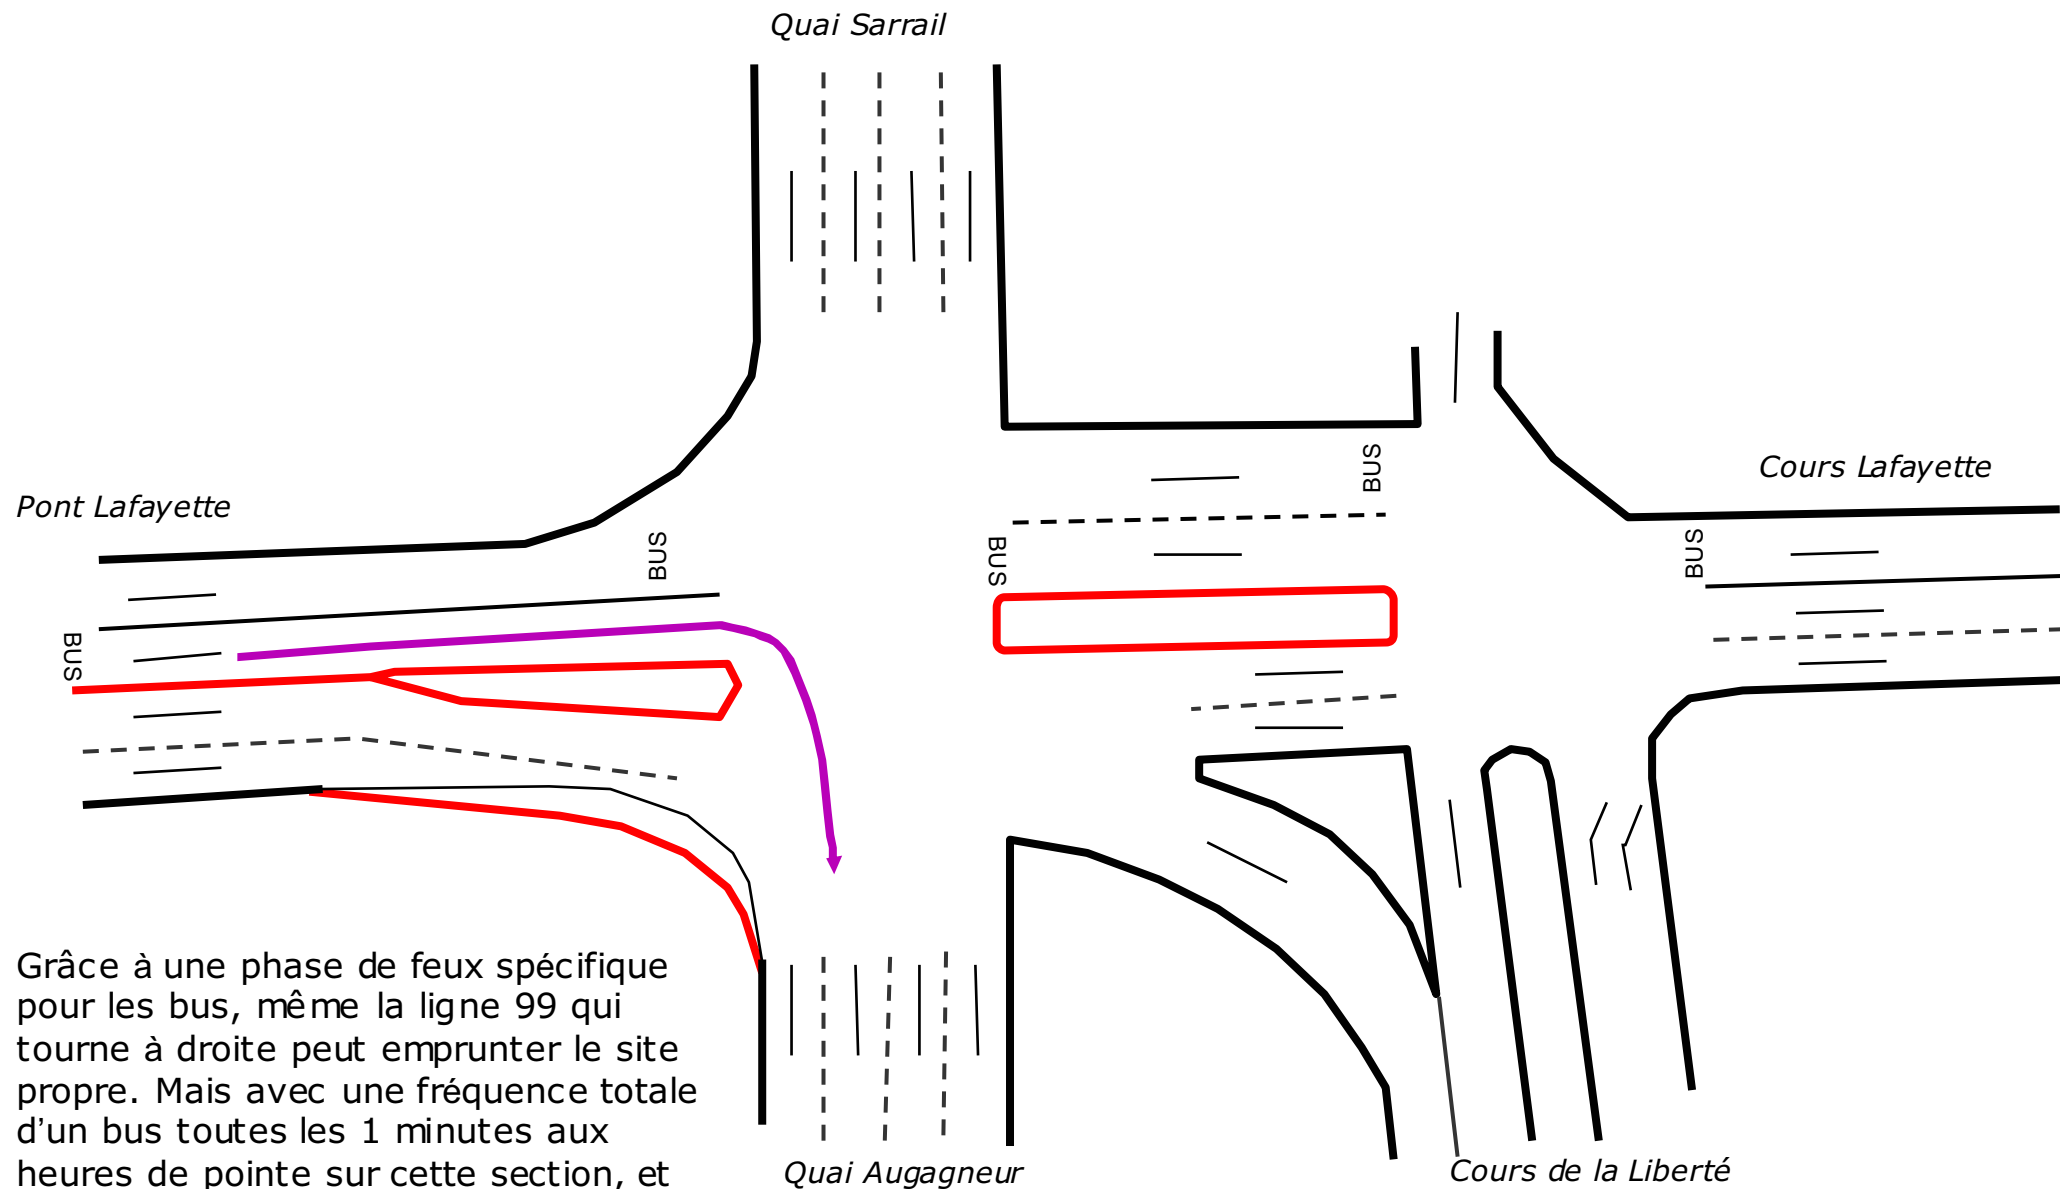 Quai Sarrail
Pont Lafayette
Cours Lafayette
BUS
BUS
BUS
BUS
BUS
Grâce à une phase de feux spécifique
pour les bus, même la ligne 99 qui
tourne à droite peut emprunter le site
propre. Mais avec une fréquence totale
d'un bus toutes les 1 minutes aux
heures de pointe sur cette section, et
Quai Augagneur
Cours de la Liberté